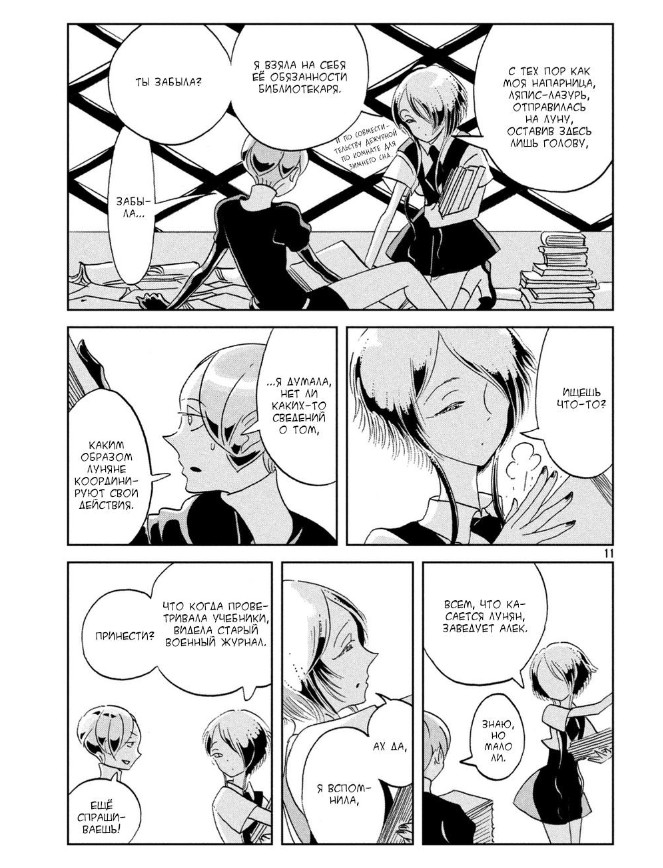 С ТЕХ ПОР КАК
МОЯ НАПАРНИЦА,
ЛЯПИС-ЛАЗУРЬ,
ОТПРАВИЛАСЬ
НА ЛУНУ,
ОСТАВИВ ЗДЕСЬ
ЛИШЬ ГОЛОВУ,
Я ВЗЯЛА НА СЕБЯ
ЕЁ ОБЯЗАННОСТИ
БИБЛИОТЕКАРЯ.
И ПО СОВМЕСТИ-
ТЕЛЬСТВУ ДЕЖУРНОЙ
ПО КОМНАТЕ ДЛЯ
ЗИМНЕГО СНА.
ТЫ ЗАБЫЛА?
ЗАБЫ-
ЛА...
ИЩЕШЬ
ЧТО-ТО?
...Я ДУМАЛА,
НЕТ ЛИ
КАКИХ-ТО
СВЕДЕНИЙ
О ТОМ,
КАКИМ
ОБРАЗОМ
ЛУНЯНЕ
КООРДИНИ-
РУЮТ СВОИ
ДЕЙСТВИЯ.
11
ВСЕМ, ЧТО КА-
САЕТСЯ ЛУНЯН,
ЗАВЕДУЕТ АЛЕК.
ЗНАЮ,
НО
МАЛО
ЛИ.
АХ ДА,
Я ВСПОМ-
НИЛА,
ЧТО КОГДА ПРОВЕ-
ТРИВАЛА УЧЕБНИКИ,
ВИДЕЛА СТАРЫЙ
ВОЕННЫЙ ЖУРНАЛ.
ПРИНЕСТИ?
ЕЩЁ
СПРАШИ-
ВАЕШЬ!